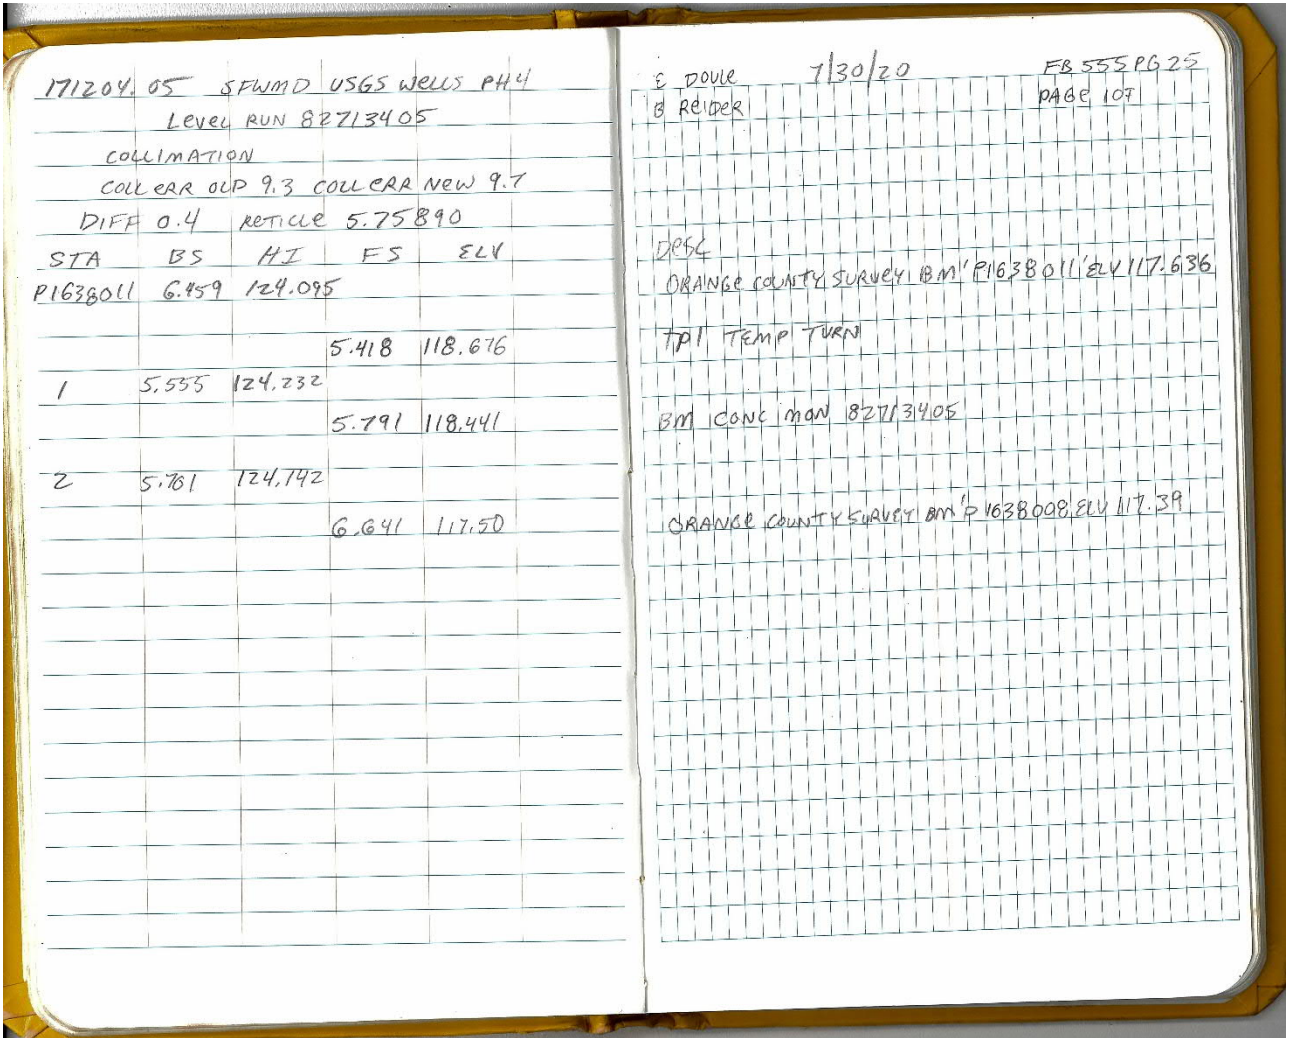 171204.05 SFWMD USGS Wells PH4
Level RUN 82713405
COLLIMATION
COLL eRR OLD 9.3 COLL eRR New 9.7
DIFF 0.4 Reticle 5.75890
STA BS HI FS ELV
P1638011 6.459 124.095
5.418 118.676
1 5.555 124.232
5.791 118.441
2 5.701 124.142
6.641 117.50
E DOVLe 7/30/20 FB 555 PG 25
B ReIDeR PAGe 107
Desc
ORANGe COUNTY SURVeY BM 'P1638011' ELV 117.636
TP1 TEMP TURN
BM CONC MON 82713405
ORANGe COUNTY SURVeY BM 'P1638098 ELV 117.39